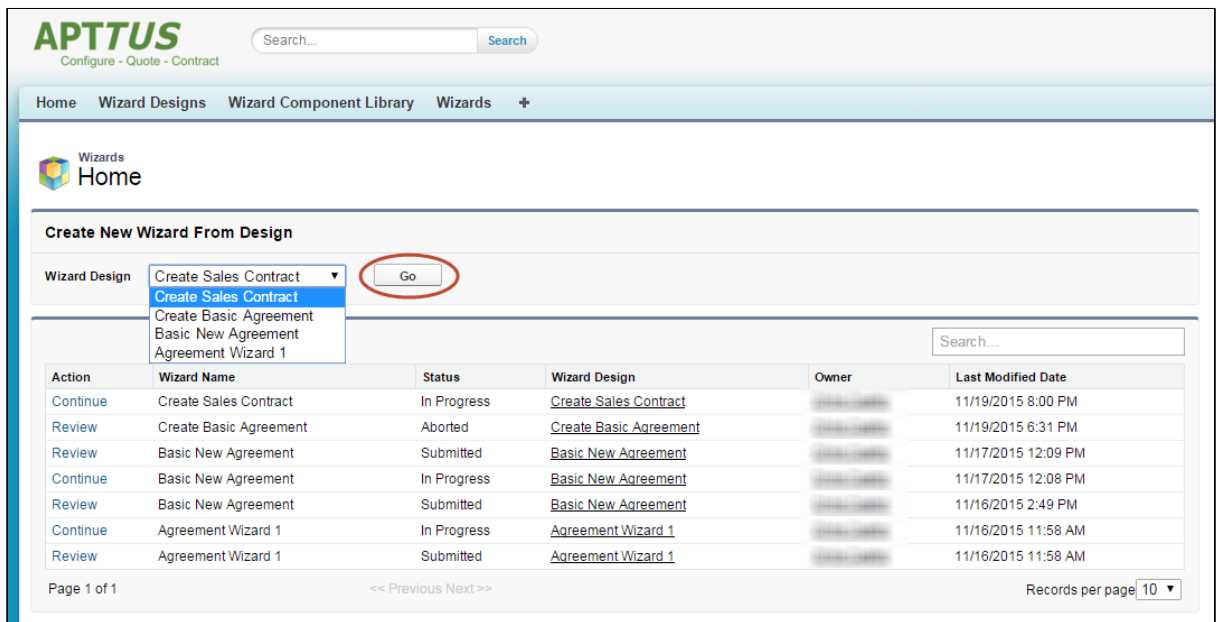 APTTUS
Configure - Quote - Contract
Search...
Search
Home Wizard Designs Wizard Component Library Wizards +
Wizards
Home
Create New Wizard From Design
Wizard Design Create Sales Contract ▼ Go
Create Sales Contract
Create Basic Agreement
Basic New Agreement
Agreement Wizard 1
Search...
Action Wizard Name Status Wizard Design Owner Last Modified Date
Continue Create Sales Contract In Progress Create Sales Contract 11/19/2015 8:00 PM
Review Create Basic Agreement Aborted Create Basic Agreement 11/19/2015 6:31 PM
Review Basic New Agreement Submitted Basic New Agreement 11/17/2015 12:09 PM
Continue Basic New Agreement In Progress Basic New Agreement 11/17/2015 12:08 PM
Review Basic New Agreement Submitted Basic New Agreement 11/16/2015 2:49 PM
Continue Agreement Wizard 1 In Progress Agreement Wizard 1 11/16/2015 11:58 AM
Review Agreement Wizard 1 Submitted Agreement Wizard 1 11/16/2015 11:58 AM
Page 1 of 1 << Previous Next >> Records per page 10 ▼